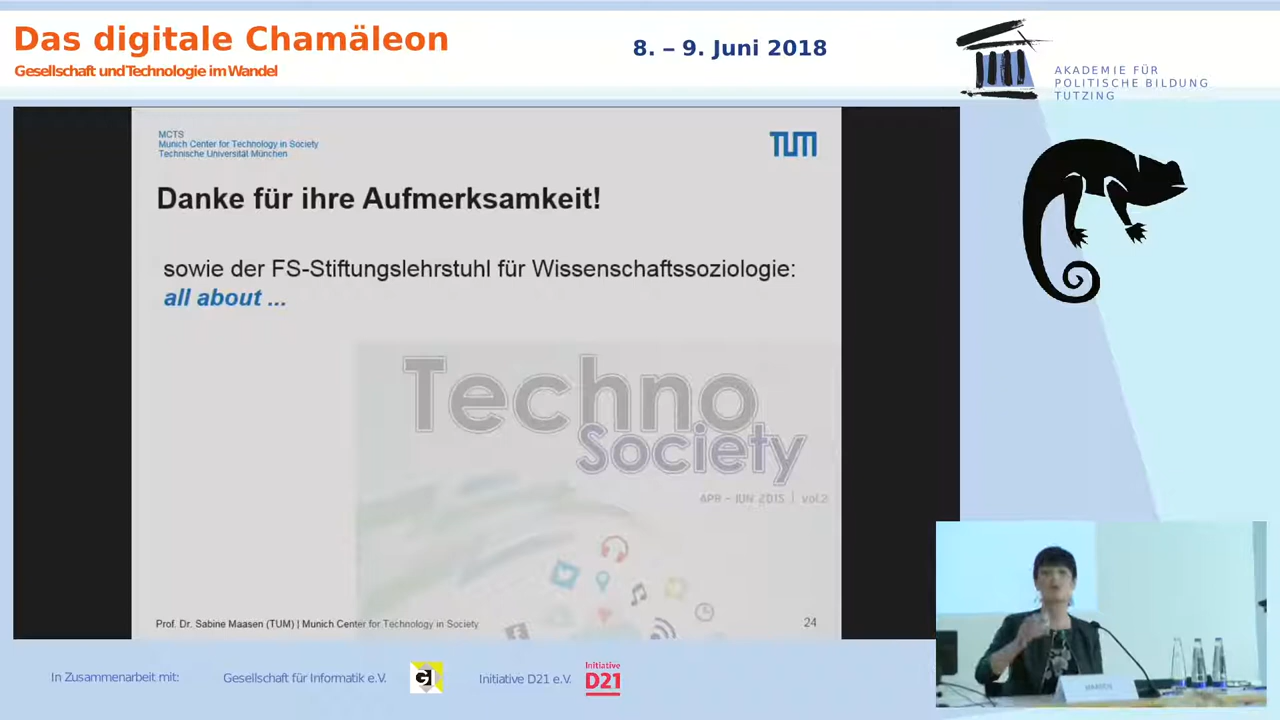 Das digitale Chamäleon
Gesellschaft und Technologie im Wandel
8. – 9. Juni 2018
AKADEMIE FÜR
POLITISCHE BILDUNG
TUTZING
MCTS
Munich Center for Technology in Society
Technische Universität München
TUM
Danke für ihre Aufmerksamkeit!
sowie der FS-Stiftungslehrstuhl für Wissenschaftssoziologie:
all about ...
Techno
Society
APR - JUN 2015 | vol.2
Prof. Dr. Sabine Maasen (TUM) | Munich Center for Technology in Society
24
MAASEN
In Zusammenarbeit mit:
Gesellschaft für Informatik e.V.
GI
Initiative D21 e.V.
Initiative
D21